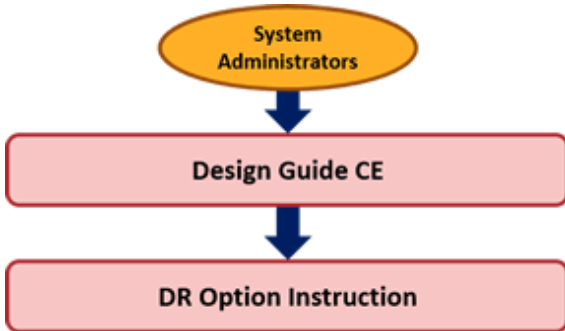 System
Administrators
Design Guide CE
DR Option Instruction